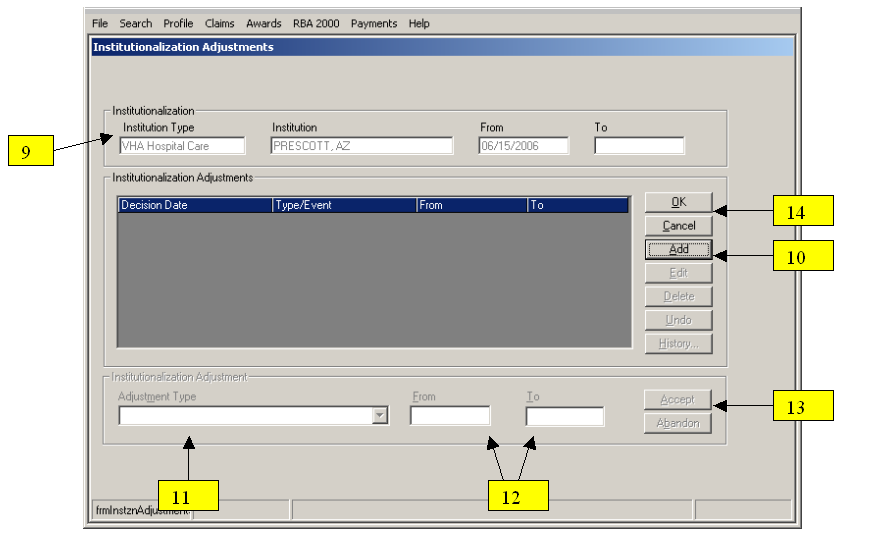 File Search Profile Claims Awards RBA 2000 Payments Help
Institutionalization Adjustments
Institutionalization
Institution Type Institution From To
VHA Hospital Care PRESCOTT, AZ 06/15/2006
9
Institutionalization Adjustments
Decision Date Type/Event From To
OK
14
Cancel
Add
10
Edit
Delete
Undo
History...
Institutionalization Adjustment
Adjustment Type From To
Accept
13
Abandon
11
12
frmInstznAdjustment